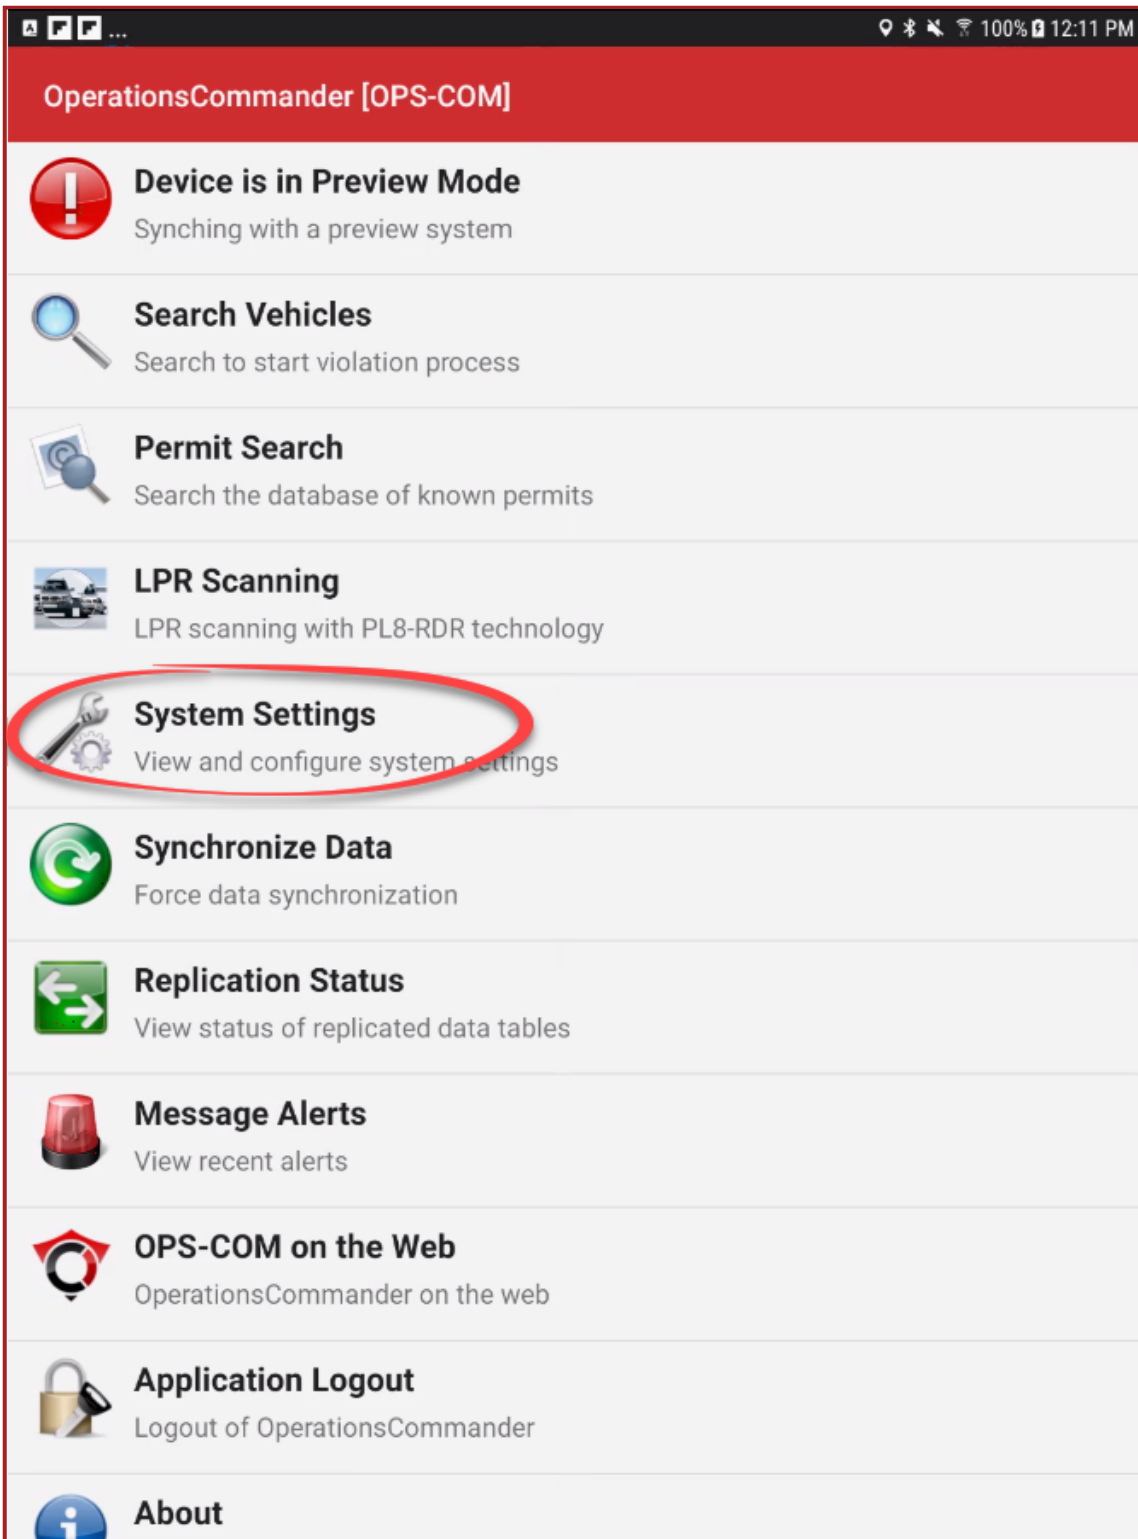 ... 100% 12:11 PM
OperationsCommander [OPS-COM]
Device is in Preview Mode
Synching with a preview system
Search Vehicles
Search to start violation process
Permit Search
Search the database of known permits
LPR Scanning
LPR scanning with PL8-RDR technology
System Settings
View and configure system settings
Synchronize Data
Force data synchronization
Replication Status
View status of replicated data tables
Message Alerts
View recent alerts
OPS-COM on the Web
OperationsCommander on the web
Application Logout
Logout of OperationsCommander
About